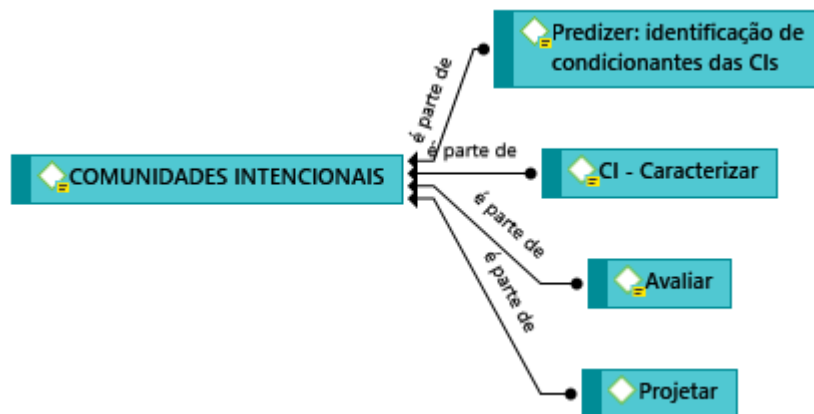 Predizer: identificação de
condicionantes das CIs
é parte de
é parte de
CI - Caracterizar
COMUNIDADES INTENCIONAIS
é parte de
Avaliar
é parte de
Projetar